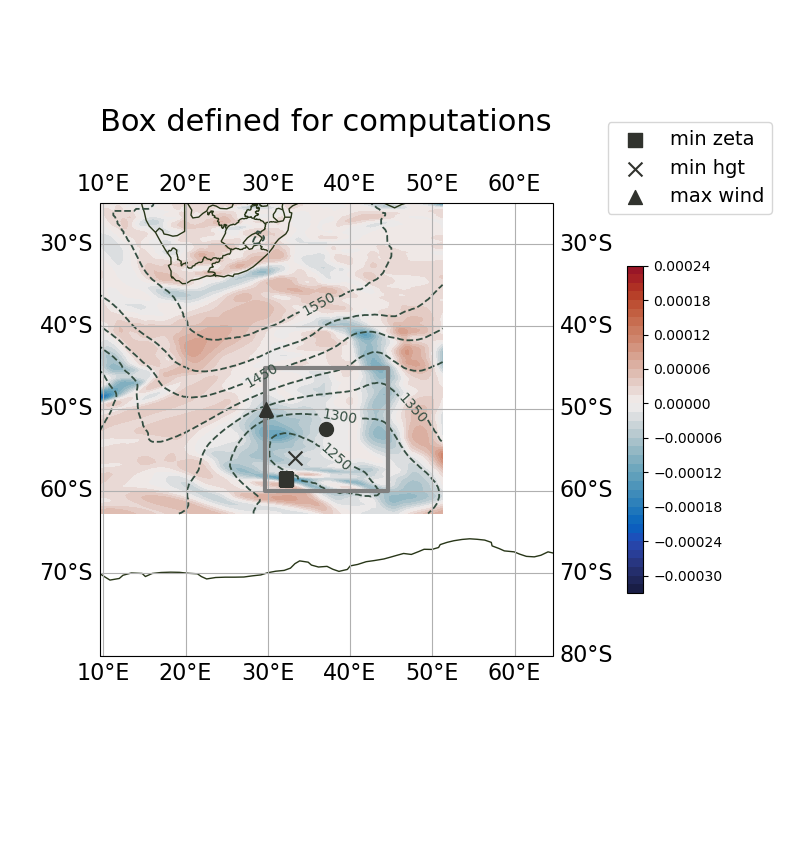 Box defined for computations
min zeta
min hgt
max wind
10°E 20°E 30°E 40°E 50°E 60°E
30°S 30°S
40°S 40°S
50°S 50°S
60°S 60°S
70°S 70°S
80°S
10°E 20°E 30°E 40°E 50°E 60°E
1550
1450
1350
1300
1250
0.00024
0.00018
0.00012
0.00006
0.00000
−0.00006
−0.00012
−0.00018
−0.00024
−0.00030